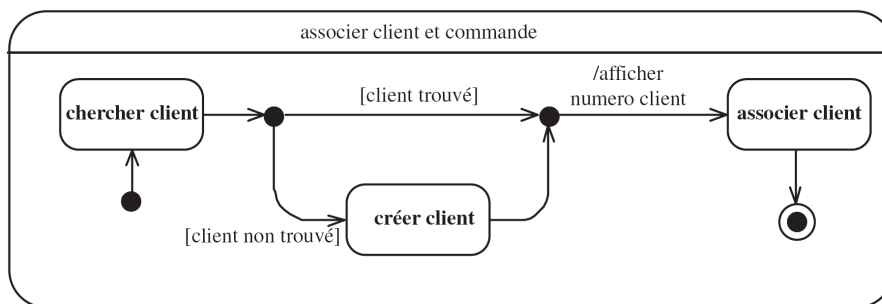 associer client et commande
chercher client
[client trouvé]
/afficher
numero client
associer client
[client non trouvé]
créer client